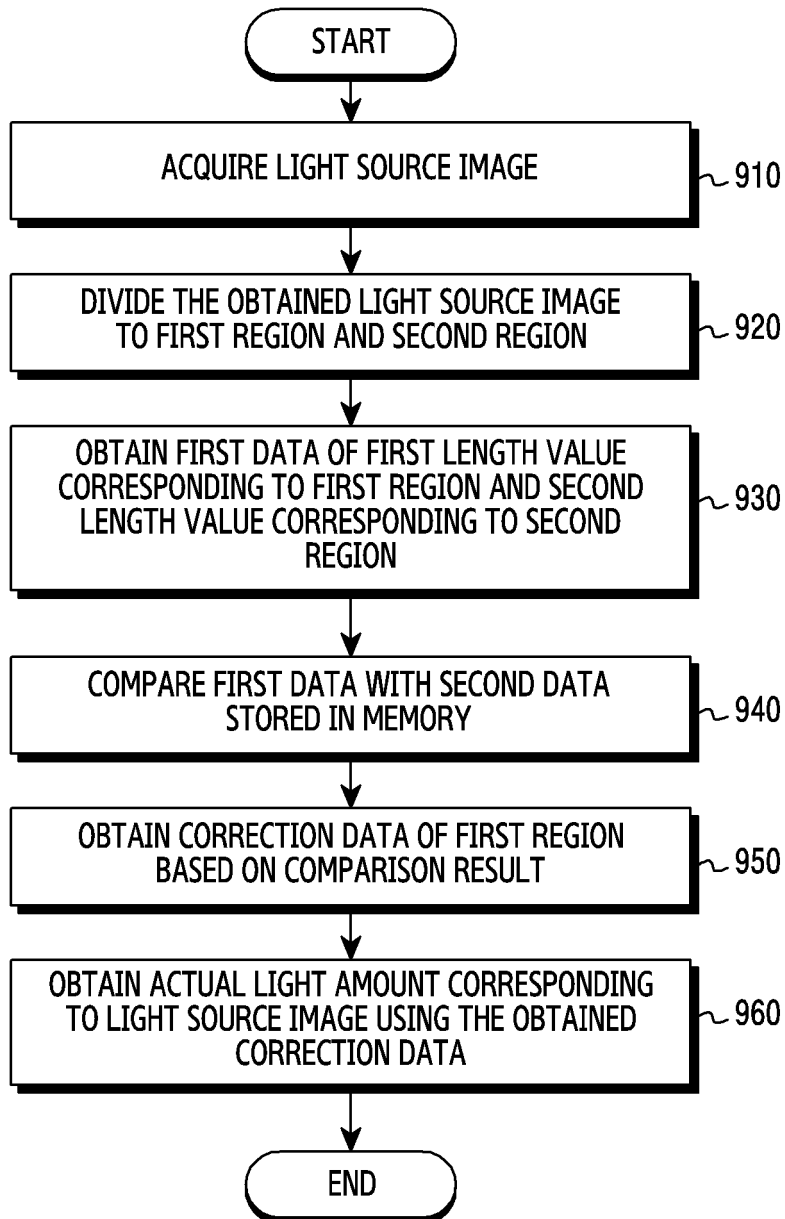 START
ACQUIRE LIGHT SOURCE IMAGE
910
DIVIDE THE OBTAINED LIGHT SOURCE IMAGE
TO FIRST REGION AND SECOND REGION
920
OBTAIN FIRST DATA OF FIRST LENGTH VALUE
CORRESPONDING TO FIRST REGION AND SECOND
LENGTH VALUE CORRESPONDING TO SECOND
REGION
930
COMPARE FIRST DATA WITH SECOND DATA
STORED IN MEMORY
940
OBTAIN CORRECTION DATA OF FIRST REGION
BASED ON COMPARISON RESULT
950
OBTAIN ACTUAL LIGHT AMOUNT CORRESPONDING
TO LIGHT SOURCE IMAGE USING THE OBTAINED
CORRECTION DATA
960
END